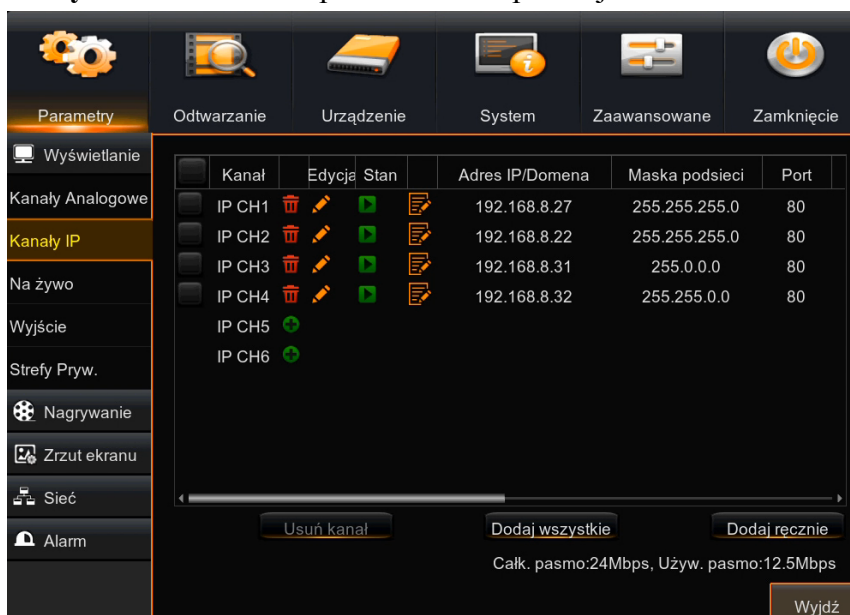 Parametry Odtwarzanie Urządzenie System Zaawansowane Zamknięcie
Wyświetlanie
Kanały Analogowe
Kanały IP
Na żywo
Wyjście
Strefy Pryw.
Nagrywanie
Zrzut ekranu
Sieć
Alarm
Kanał Edycja Stan Adres IP/Domena Maska podsieci Port
IP CH1 192.168.8.27 255.255.255.0 80
IP CH2 192.168.8.22 255.255.255.0 80
IP CH3 192.168.8.31 255.0.0.0 80
IP CH4 192.168.8.32 255.255.0.0 80
IP CH5
IP CH6
Usuń kanał Dodaj wszystkie Dodaj ręcznie
Całk. pasmo:24Mbps, Używ. pasmo:12.5Mbps
Wyjdź